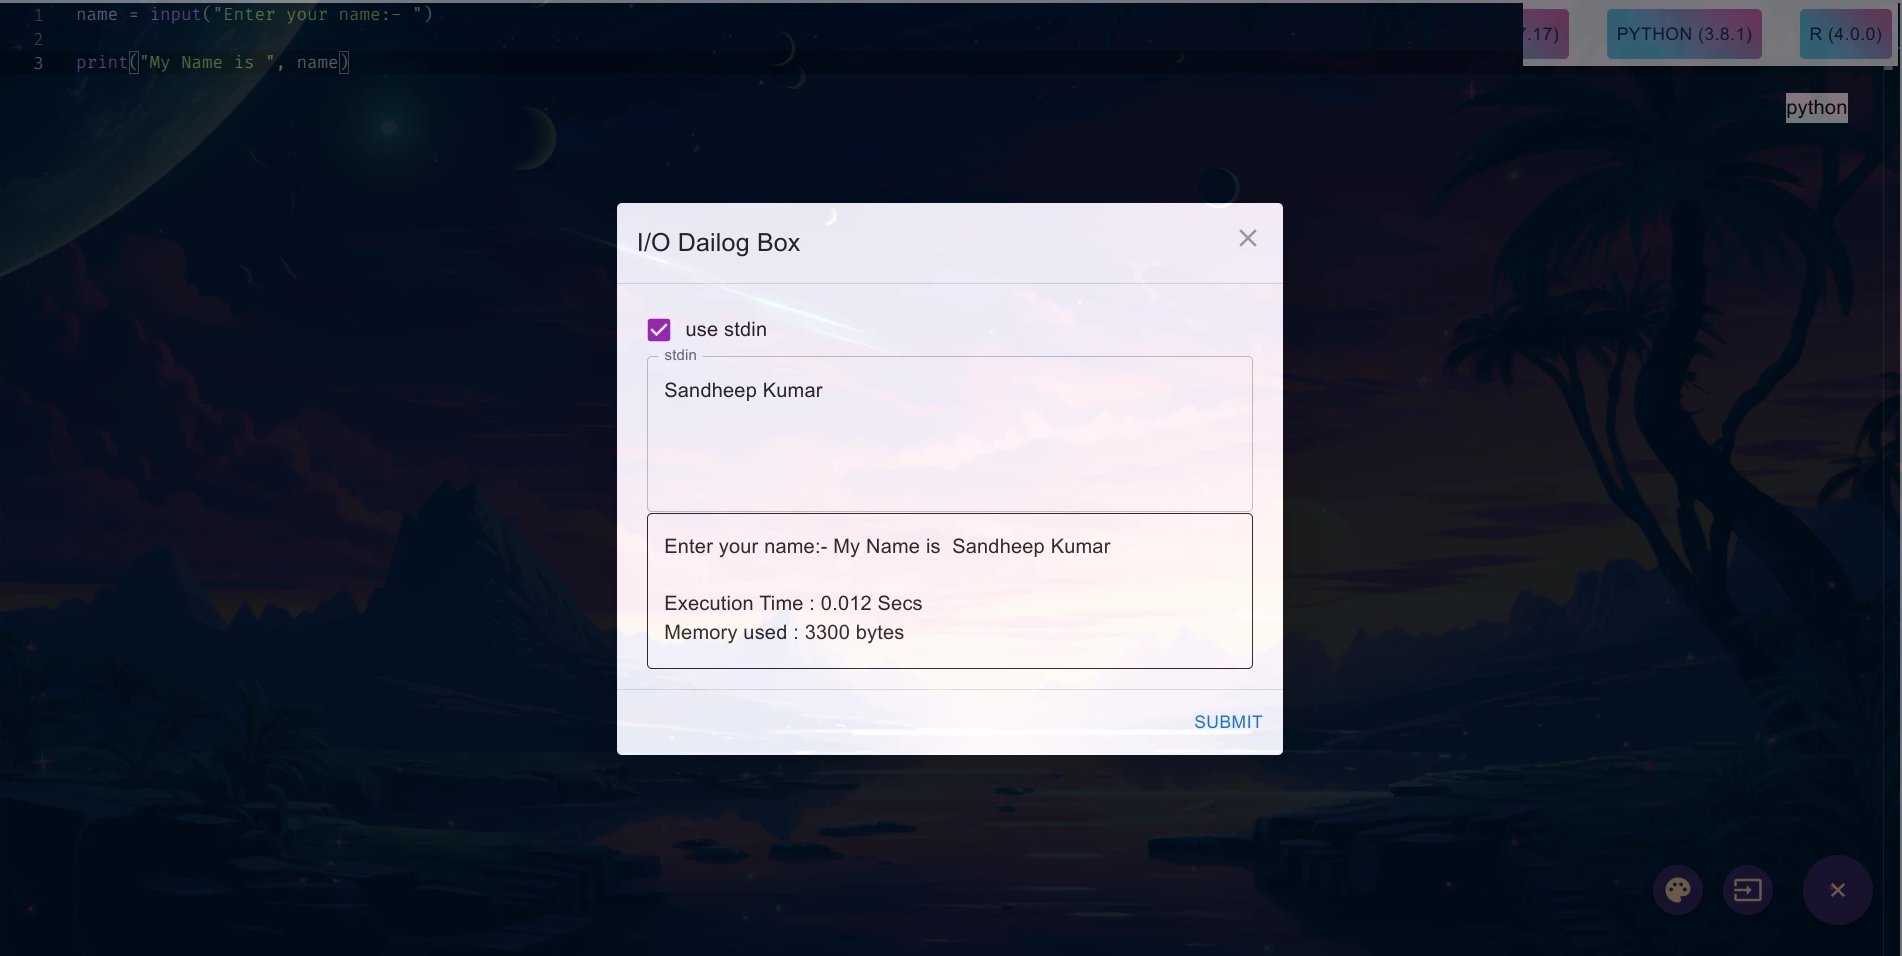 1 name = input("Enter your name:- ")
2
3 print("My Name is ", name)
.17) PYTHON (3.8.1) R (4.0.0)
python
I/O Dailog Box
use stdin
stdin
Sandheep Kumar
Enter your name:- My Name is  Sandheep Kumar
Execution Time : 0.012 Secs
Memory used : 3300 bytes
SUBMIT